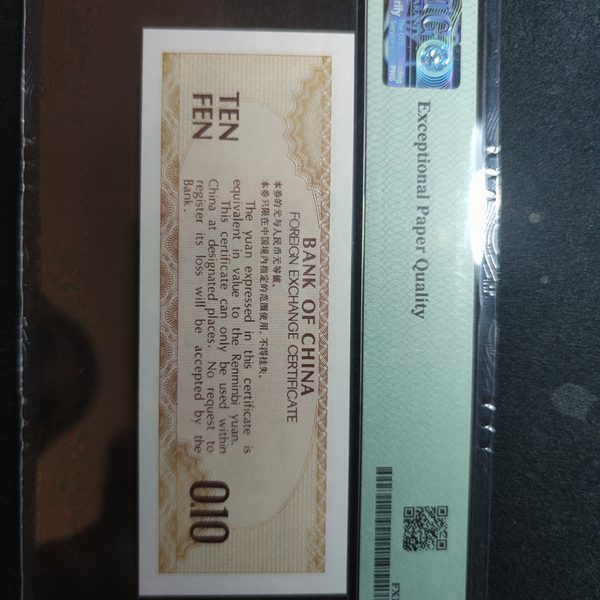 Exceptional Paper Quality
BANK OF CHINA
FOREIGN EXCHANGE CERTIFICATE
TEN
FEN
本券的元与人民币元等值。
本券只限在中国境内指定的范围使用，不得挂失。
The yuan expressed in this certificate is
equivalent in value to the Renminbi yuan.
This certificate can only be used within
China at designated places. No request to
register its loss will be accepted by the
Bank.
0.10